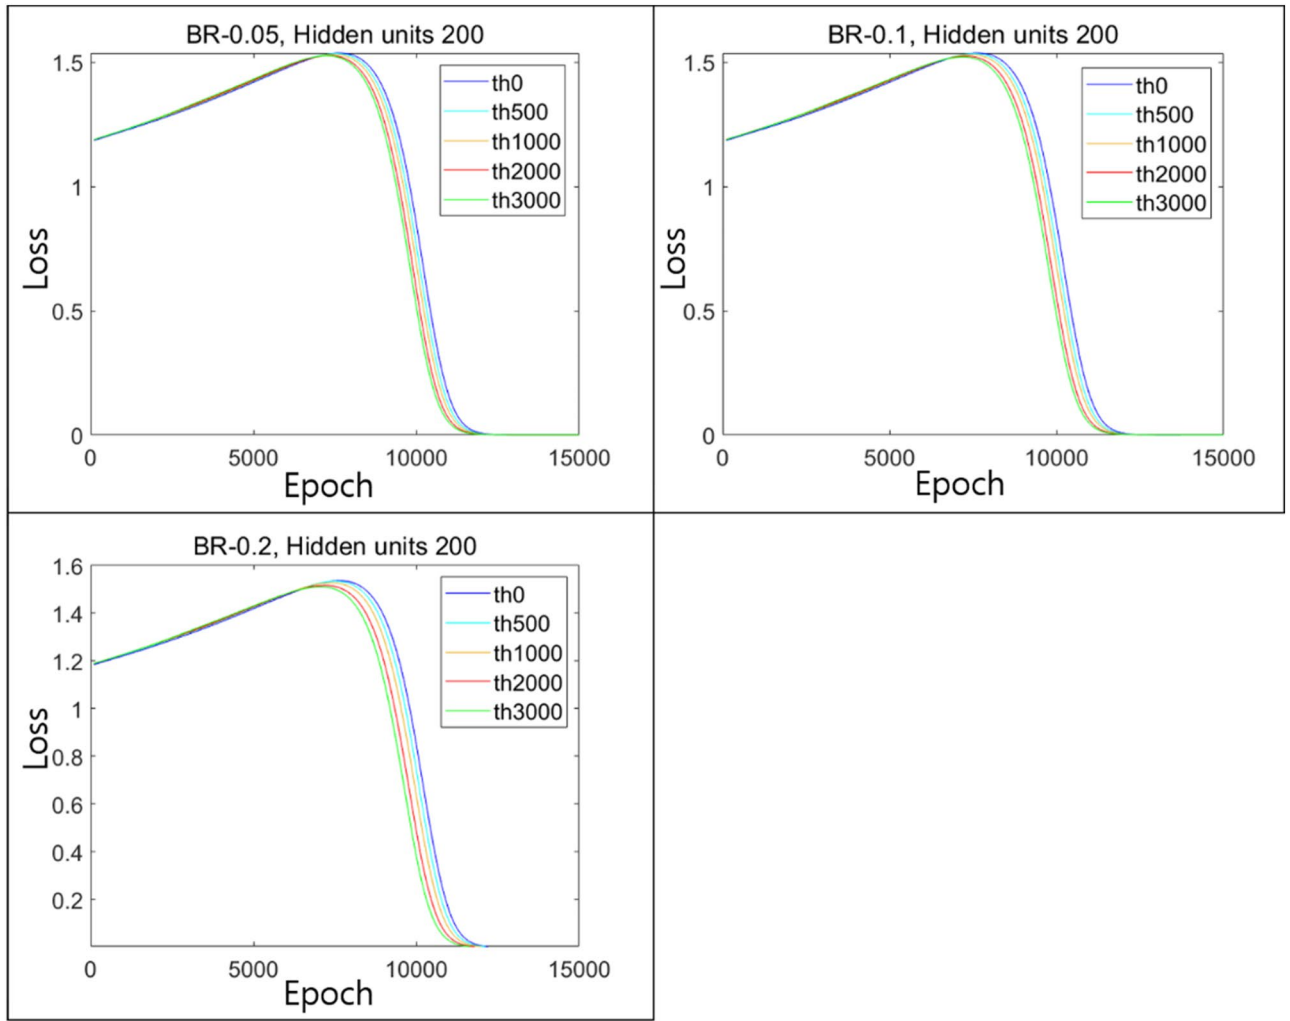 BR-0.05, Hidden units 200
1.5
1
0.5
0
Loss
th0
th500
th1000
th2000
th3000
0 5000 10000 15000
Epoch
BR-0.1, Hidden units 200
1.5
1
0.5
0
Loss
th0
th500
th1000
th2000
th3000
0 5000 10000 15000
Epoch
BR-0.2, Hidden units 200
1.6
1.4
1.2
1
0.8
0.6
0.4
0.2
Loss
th0
th500
th1000
th2000
th3000
0 5000 10000 15000
Epoch